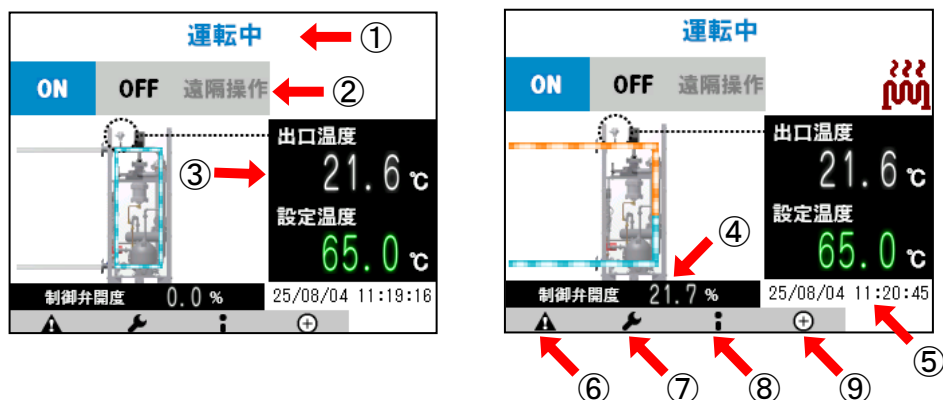 運転中
①
ON OFF 遠隔操作
②
出口温度
③
21.6 ℃
設定温度
65.0 ℃
制御弁開度 0.0 %
25/08/04 11:19:16
運転中
ON OFF 遠隔操作
出口温度
21.6 ℃
設定温度
④
65.0 ℃
制御弁開度 21.7 %
25/08/04 11:20:45
⑤
⑥ ⑦ ⑧ ⑨